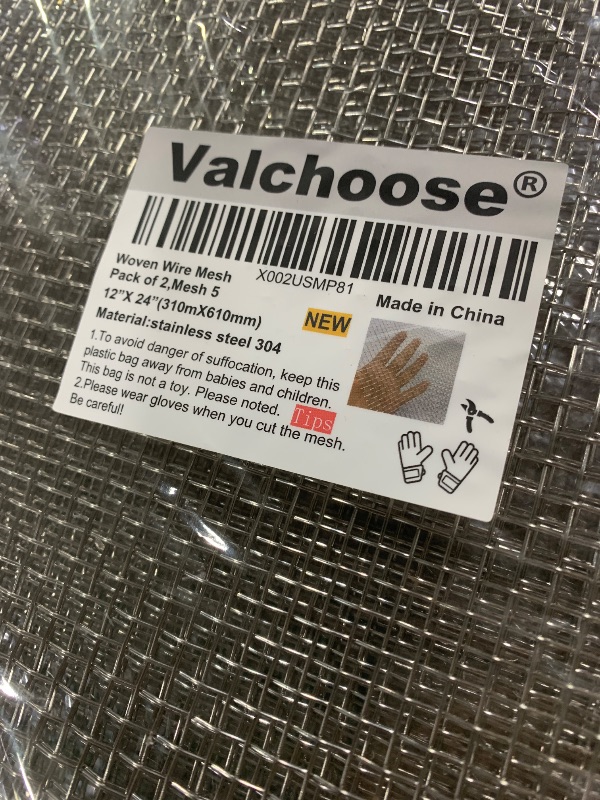 Valchoose®
X002USMP81
Woven Wire Mesh
Pack of 2,Mesh 5
12”X 24”(310mX610mm)
Material:stainless steel 304
Made in China
NEW
1.To avoid danger of suffocation, keep this
plastic bag away from babies and children.
This bag is not a toy. Please noted.
Tips
2.Please wear gloves when you cut the mesh.
Be careful!